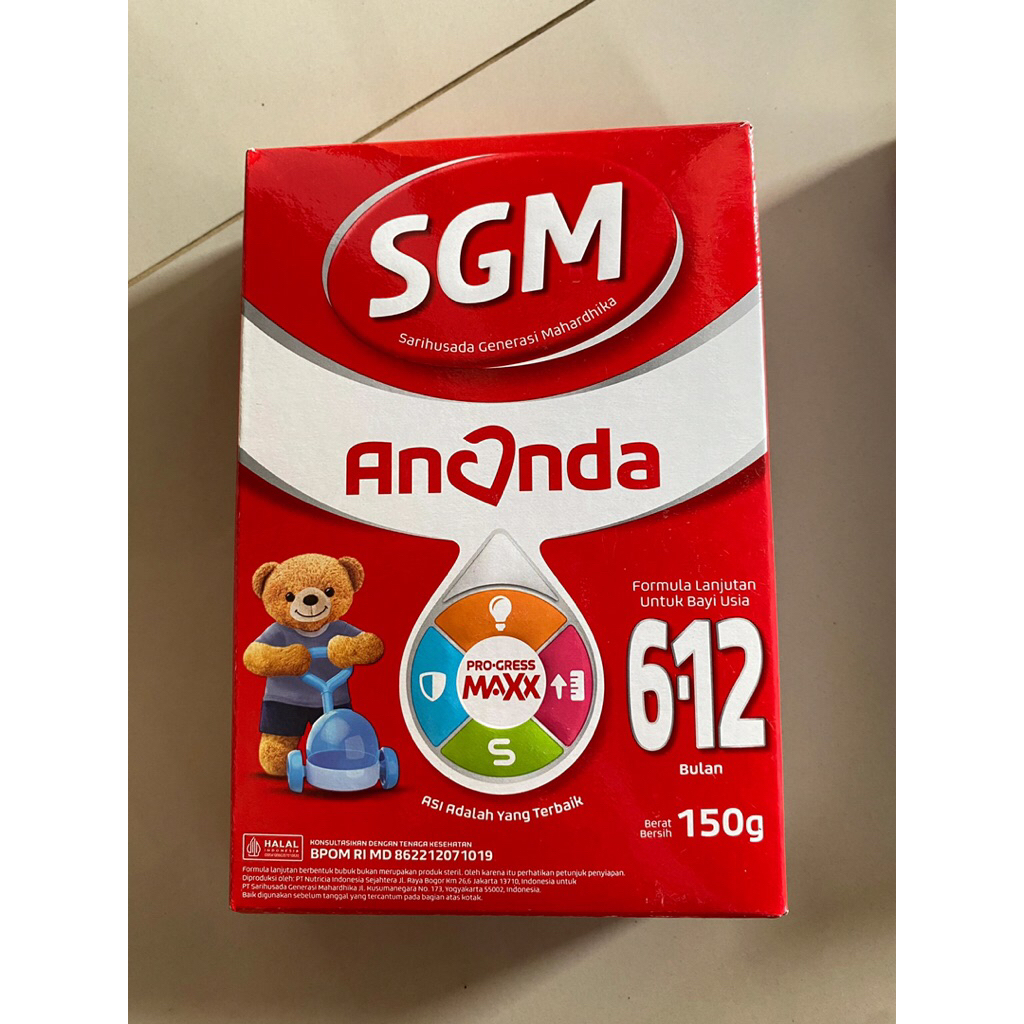 SGM
Sarihusada Generasi Mahardhika
Ananda
Formula Lanjutan
Untuk Bayi Usia
6-12
Bulan
PRO-GRESS
MAXX
S
ASI Adalah Yang Terbaik
Berat
Bersih
150g
HALAL
INDONESIA
KONSULTASIKAN DENGAN TENAGA KESEHATAN
BPOM RI MD 862212071019
Formula lanjutan berbentuk bubuk bukan merupakan produk steril. Oleh karena itu perhatikan petunjuk penyiapan.
Diproduksi oleh: PT Nutricia Indonesia Sejahtera Jl. Raya Bogor Km 26,6 Jakarta 13710, Indonesia untuk
PT Sarihusada Generasi Mahardhika Jl. Kusumanegara No. 173, Yogyakarta 55002, Indonesia.
Baik digunakan sebelum tanggal yang tercantum pada bagian atas kotak.